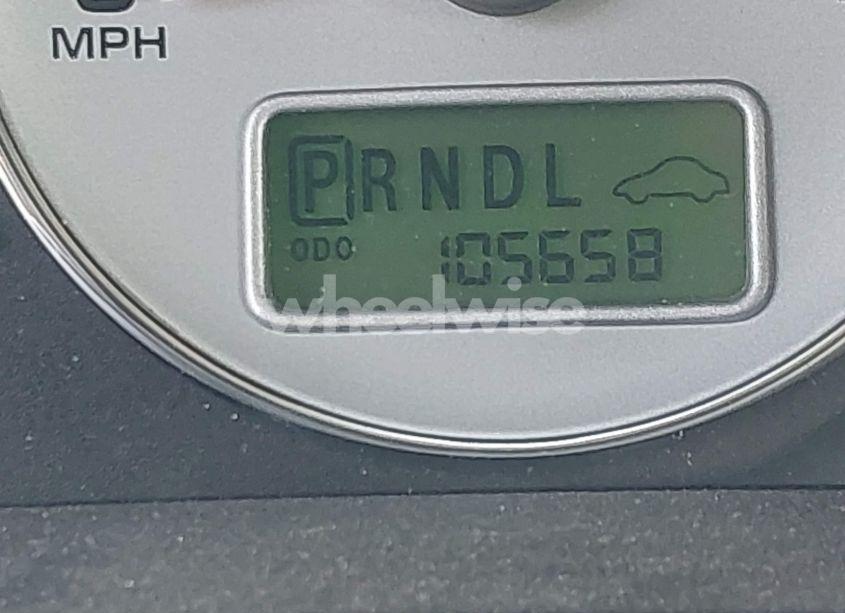 MPH
PRNDL
ODO 105658
wheelwise